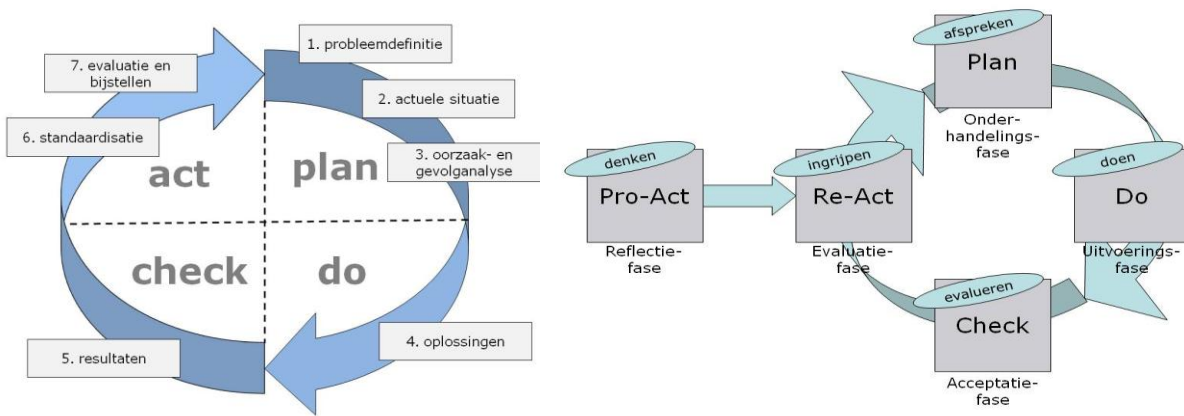 1. probleemdefinitie
2. actuele situatie
3. oorzaak- en
gevolganalyse
4. oplossingen
5. resultaten
6. standaardisatie
7. evaluatie en
bijstellen
act
plan
check
do
denken
Pro-Act
Reflectie-
fase
ingrijpen
Re-Act
Evaluatie-
fase
afspreken
Plan
Onder-
handelings-
fase
doen
Do
Uitvoerings-
fase
evalueren
Check
Acceptatie-
fase